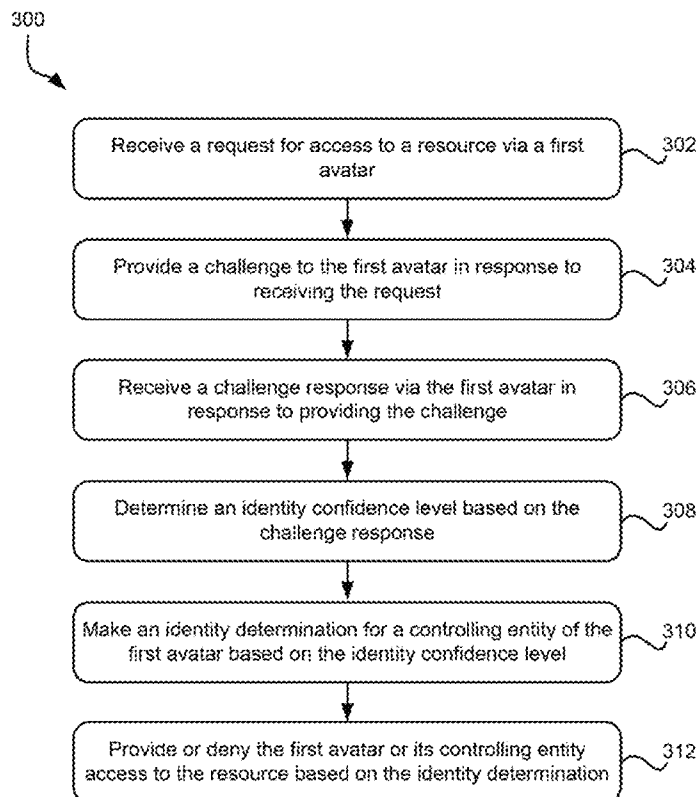 300
Receive a request for access to a resource via a first
avatar
302
Provide a challenge to the first avatar in response to
receiving the request
304
Receive a challenge response via the first avatar in
response to providing the challenge
306
Determine an identity confidence level based on the
challenge response
308
Make an identity determination for a controlling entity of the
first avatar based on the identity confidence level
310
Provide or deny the first avatar or its controlling entity
access to the resource based on the identity determination
312